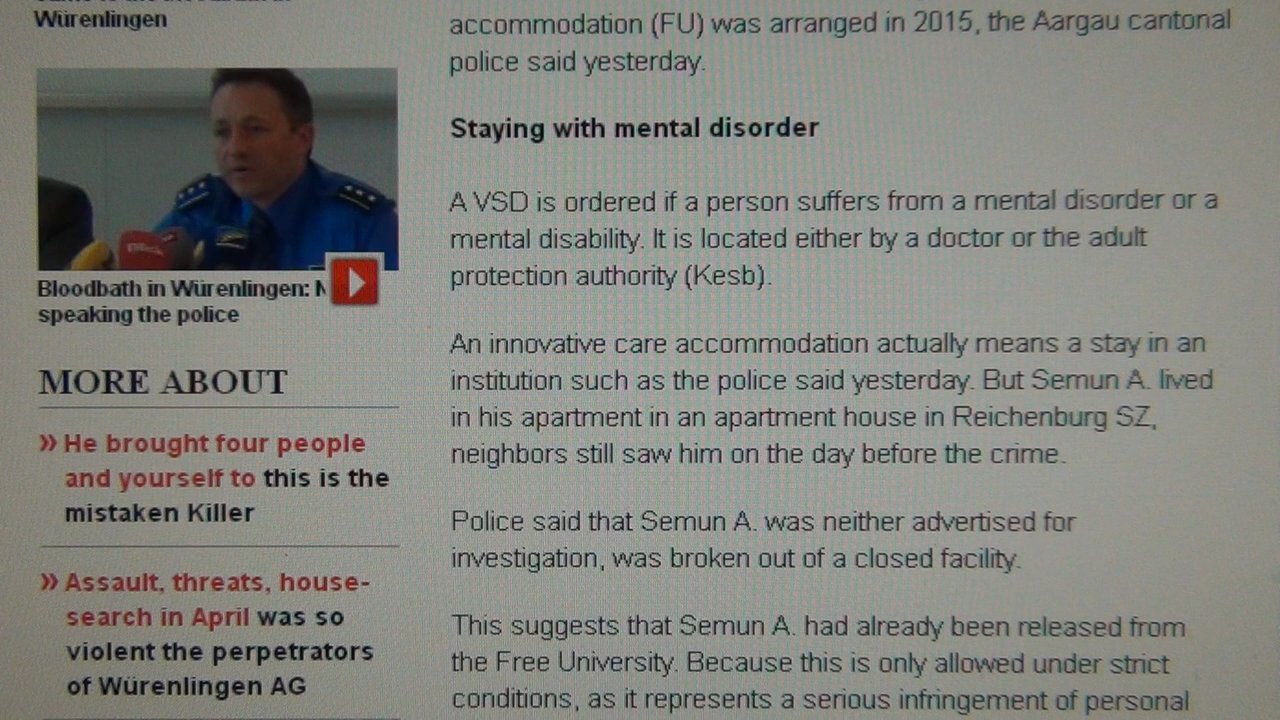 Würenlingen
Bloodbath in Würenlingen:
speaking the police
MORE ABOUT
» He brought four people
and yourself to this is the
mistaken Killer
» Assault, threats, house-
search in April was so
violent the perpetrators
of Würenlingen AG
accommodation (FU) was arranged in 2015, the Aargau cantonal
police said yesterday.
Staying with mental disorder
A VSD is ordered if a person suffers from a mental disorder or a
mental disability. It is located either by a doctor or the adult
protection authority (Kesb).
An innovative care accommodation actually means a stay in an
institution such as the police said yesterday. But Semun A. lived
in his apartment in an apartment house in Reichenburg SZ,
neighbors still saw him on the day before the crime.
Police said that Semun A. was neither advertised for
investigation, was broken out of a closed facility.
This suggests that Semun A. had already been released from
the Free University. Because this is only allowed under strict
conditions, as it represents a serious infringement of personal